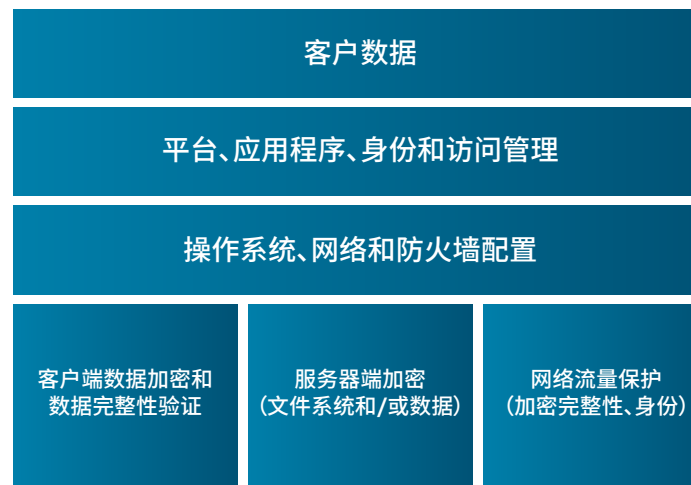 客户数据
平台、应用程序、身份和访问管理
操作系统、网络和防火墙配置
客户端数据加密和
数据完整性验证
服务器端加密
（文件系统和/或数据）
网络流量保护
（加密完整性、身份）